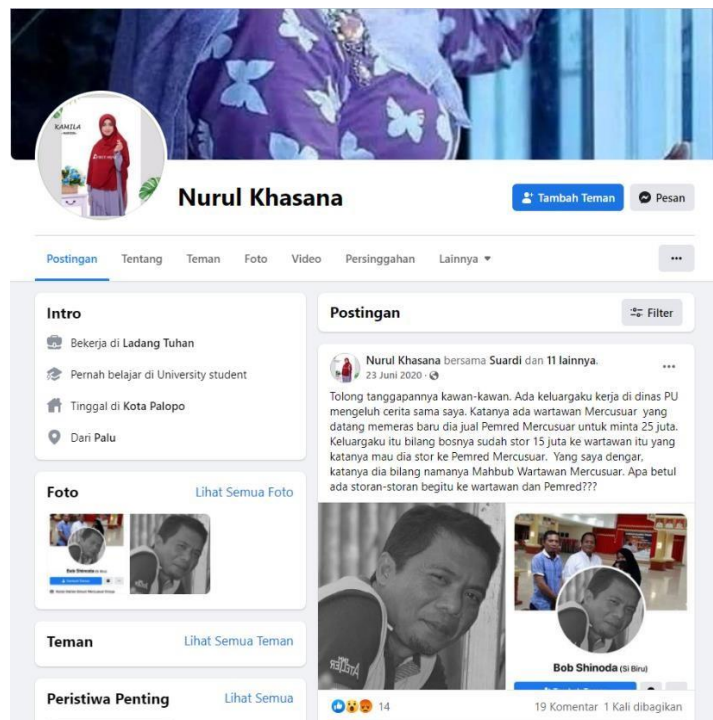 KAMILA
Nurul Khasana
Tambah Teman
Pesan
Postingan
Tentang
Teman
Foto
Video
Persinggahan
Lainnya
Intro
Bekerja di Ladang Tuhan
Pernah belajar di University student
Tinggal di Kota Palopo
Dari Palu
Foto
Lihat Semua Foto
Bob Shinoda (Si Biru)
Teman
Lihat Semua Teman
Peristiwa Penting
Lihat Semua
Postingan
Filter
Nurul Khasana bersama Suardi dan 11 lainnya.
23 Juni 2020 ·
Tolong tanggapannya kawan-kawan. Ada keluargaku kerja di dinas PU
mengeluh cerita sama saya. Katanya ada wartawan Mercusuar yang
datang memeras baru dia jual Pemred Mercusuar untuk minta 25 juta.
Keluargaku itu bilang bosnya sudah stor 15 juta ke wartawan itu yang
katanya mau dia stor ke Pemred Mercusuar. Yang saya dengar,
katanya dia bilang namanya Mahbub Wartawan Mercusuar. Apa betul
ada storan-storan begitu ke wartawan dan Pemred???
Bob Shinoda (Si Biru)
14
19 Komentar 1 Kali dibagikan